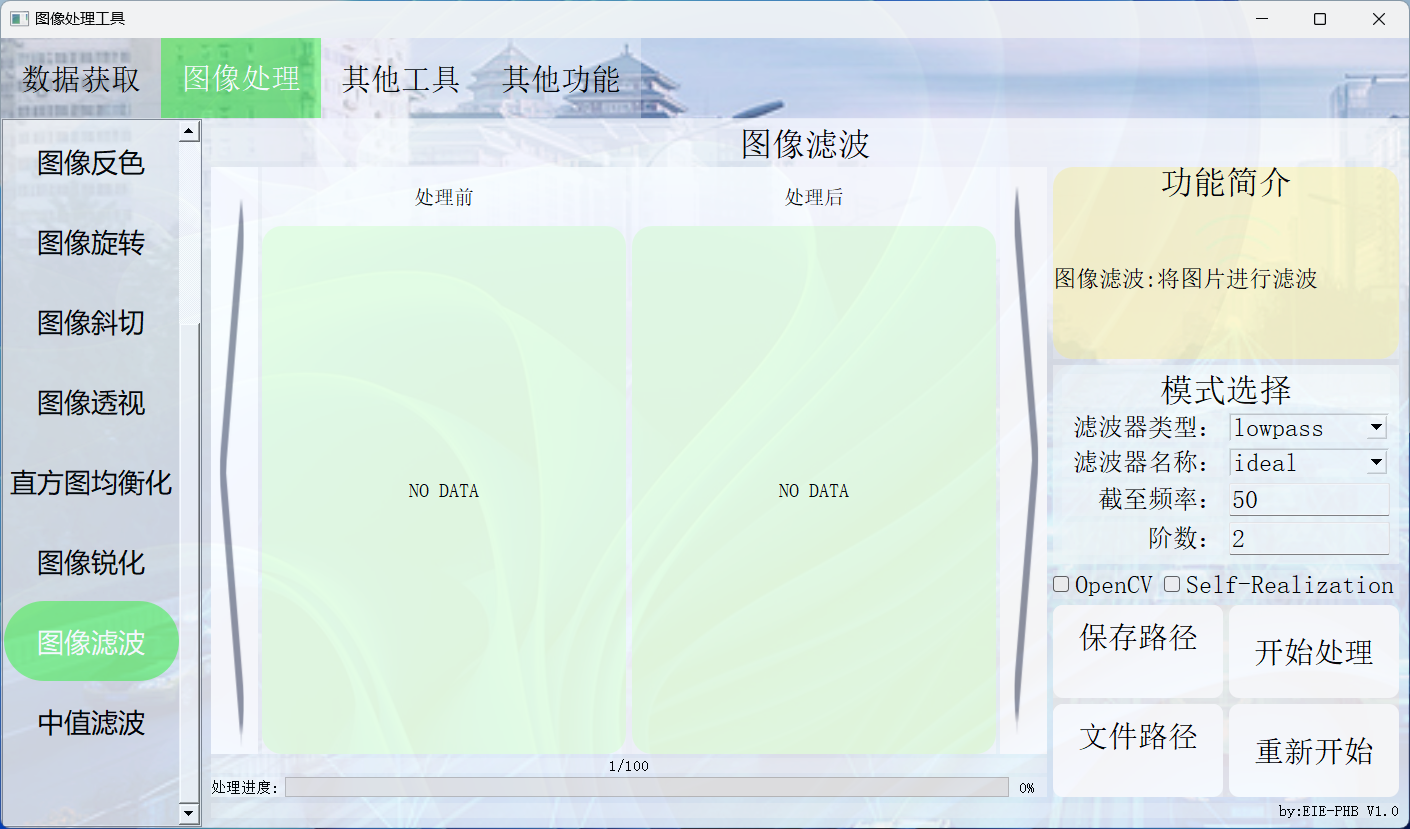 图像处理工具
数据获取 图像处理 其他工具 其他功能
图像反色
图像旋转
图像斜切
图像透视
直方图均衡化
图像锐化
图像滤波
中值滤波
图像滤波
处理前 处理后
NO DATA NO DATA
1/100
处理进度: 0%
功能简介
图像滤波:将图片进行滤波
模式选择
滤波器类型: lowpass
滤波器名称: ideal
截至频率: 50
阶数: 2
OpenCV Self-Realization
保存路径 开始处理
文件路径 重新开始
by:EIE-PHB V1.0